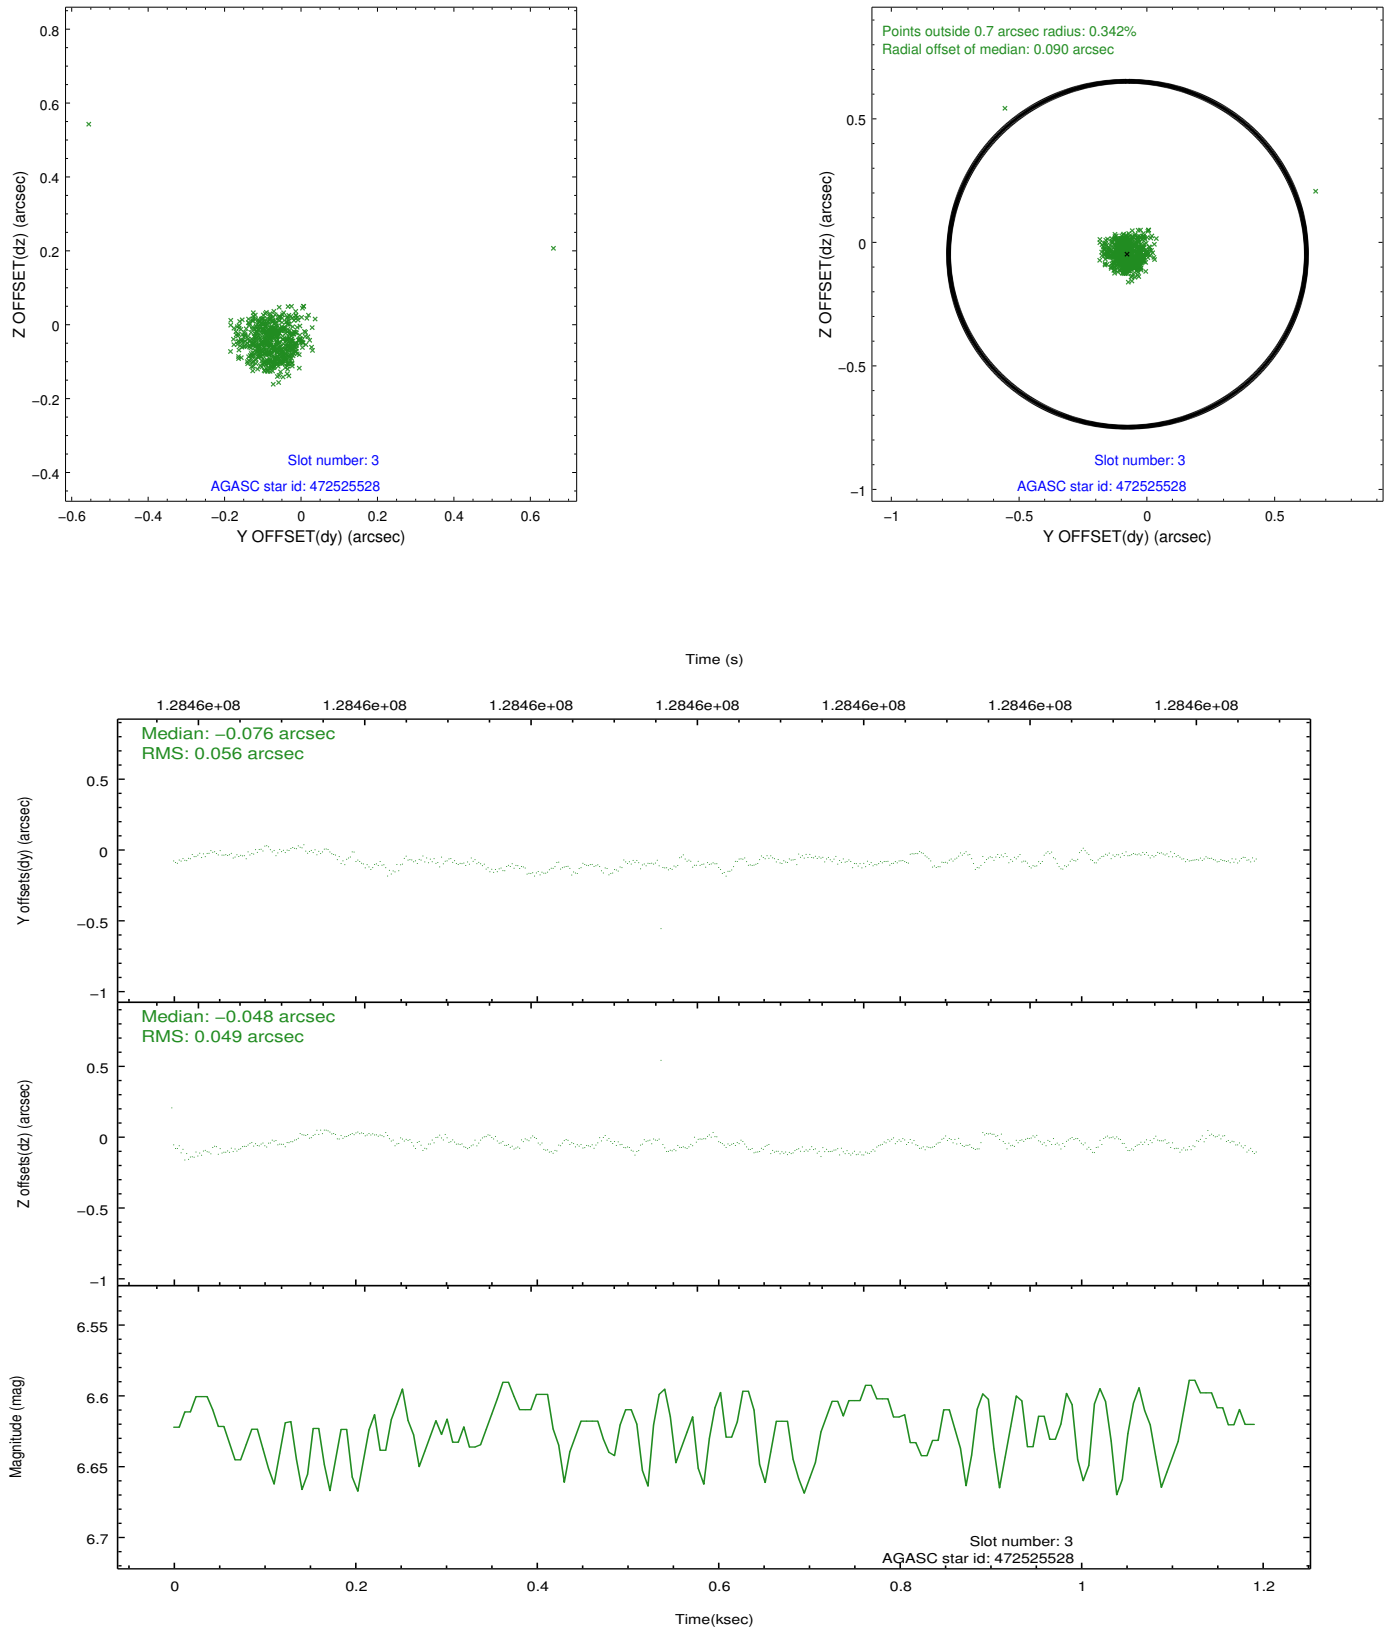 0.8
0.6
0.4
0.2
0
−0.2
−0.4
−0.6 −0.4 −0.2 0 0.2 0.4 0.6
Z OFFSET(dz) (arcsec)
Y OFFSET(dy) (arcsec)
Slot number: 3
AGASC star id: 472525528
Points outside 0.7 arcsec radius: 0.342%
Radial offset of median: 0.090 arcsec
0.5
0
−0.5
−1
−1 −0.5 0 0.5
Z OFFSET(dz) (arcsec)
Y OFFSET(dy) (arcsec)
Slot number: 3
AGASC star id: 472525528
Time (s)
1.2846e+08 1.2846e+08 1.2846e+08 1.2846e+08 1.2846e+08 1.2846e+08 1.2846e+08
Median: −0.076 arcsec
RMS: 0.056 arcsec
0.5
0
−0.5
−1
Y offsets(dy) (arcsec)
Median: −0.048 arcsec
RMS: 0.049 arcsec
0.5
0
−0.5
−1
Z offsets(dz) (arcsec)
6.55
6.6
6.65
6.7
Magnitude (mag)
Slot number: 3
AGASC star id: 472525528
0 0.2 0.4 0.6 0.8 1 1.2
Time(ksec)